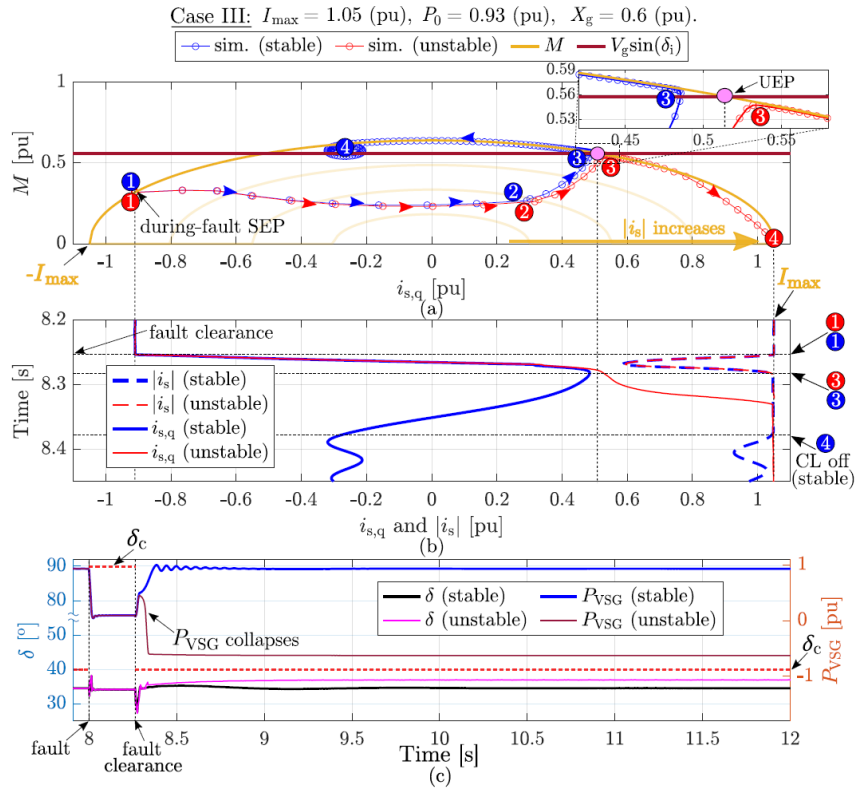 Case III: I_max = 1.05 (pu), P_0 = 0.93 (pu), X_g = 0.6 (pu).
sim. (stable) sim. (unstable) M V_g sin(δ_i)
UEP
0.59
0.56
0.53
0.45 0.5 0.55
3 3
1
0.5
0
M [pu]
1 1 2 2 3 3 4 4
during-fault SEP
|i_s| increases
-I_max
I_max
-1 -0.8 -0.6 -0.4 -0.2 0 0.2 0.4 0.6 0.8 1
i_s,q [pu]
(a)
8.2
8.3
8.4
Time [s]
fault clearance
|i_s| (stable)
|i_s| (unstable)
i_s,q (stable)
i_s,q (unstable)
1
1
3
3
4
CL off
(stable)
-1 -0.8 -0.6 -0.4 -0.2 0 0.2 0.4 0.6 0.8 1
i_s,q and |i_s| [pu]
(b)
90
80
50
40
30
δ [°]
δ_c
P_VSG collapses
δ (stable) P_VSG (stable)
δ (unstable) P_VSG (unstable)
1
0
-1
P_VSG [pu]
δ_c
8 8.5 9 9.5 10 10.5 11 11.5 12
fault
fault
clearance
Time [s]
(c)